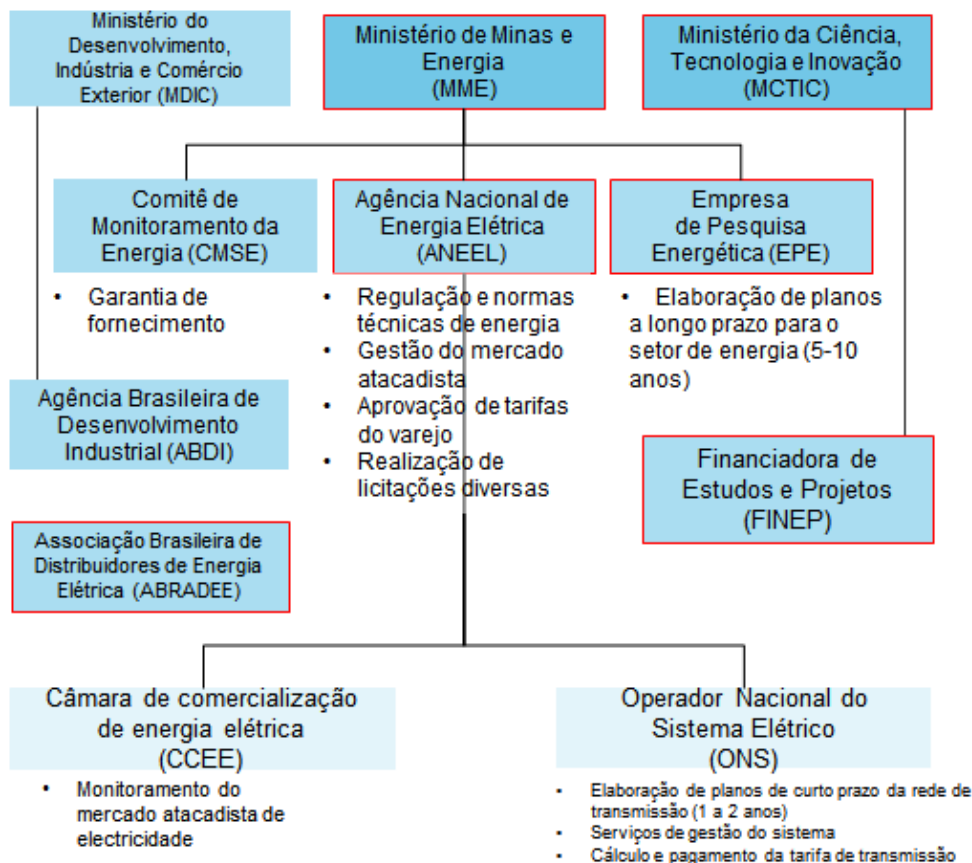 Ministério do
Desenvolvimento,
Indústria e Comércio
Exterior (MDIC)
Ministério de Minas e
Energia
(MME)
Ministério da Ciência,
Tecnologia e Inovação
(MCTIC)
Comitê de
Monitoramento da
Energia (CMSE)
Agência Nacional de
Energia Elétrica
(ANEEL)
Empresa
de Pesquisa
Energética (EPE)
• Garantia de
fornecimento
• Regulação e normas
técnicas de energia
• Gestão do mercado
atacadista
• Aprovação de tarifas
do varejo
• Realização de
licitações diversas
• Elaboração de planos
a longo prazo para o
setor de energia (5-10
anos)
Agência Brasileira de
Desenvolvimento
Industrial (ABDI)
Financiadora de
Estudos e Projetos
(FINEP)
Associação Brasileira de
Distribuidores de Energia
Elétrica (ABRADEE)
Câmara de comercialização
de energia elétrica
(CCEE)
• Monitoramento do
mercado atacadista de
electricidade
Operador Nacional do
Sistema Elétrico
(ONS)
• Elaboração de planos de curto prazo da rede de
transmissão (1 a 2 anos)
• Serviços de gestão do sistema
• Cálculo e pagamento da tarifa de transmissão